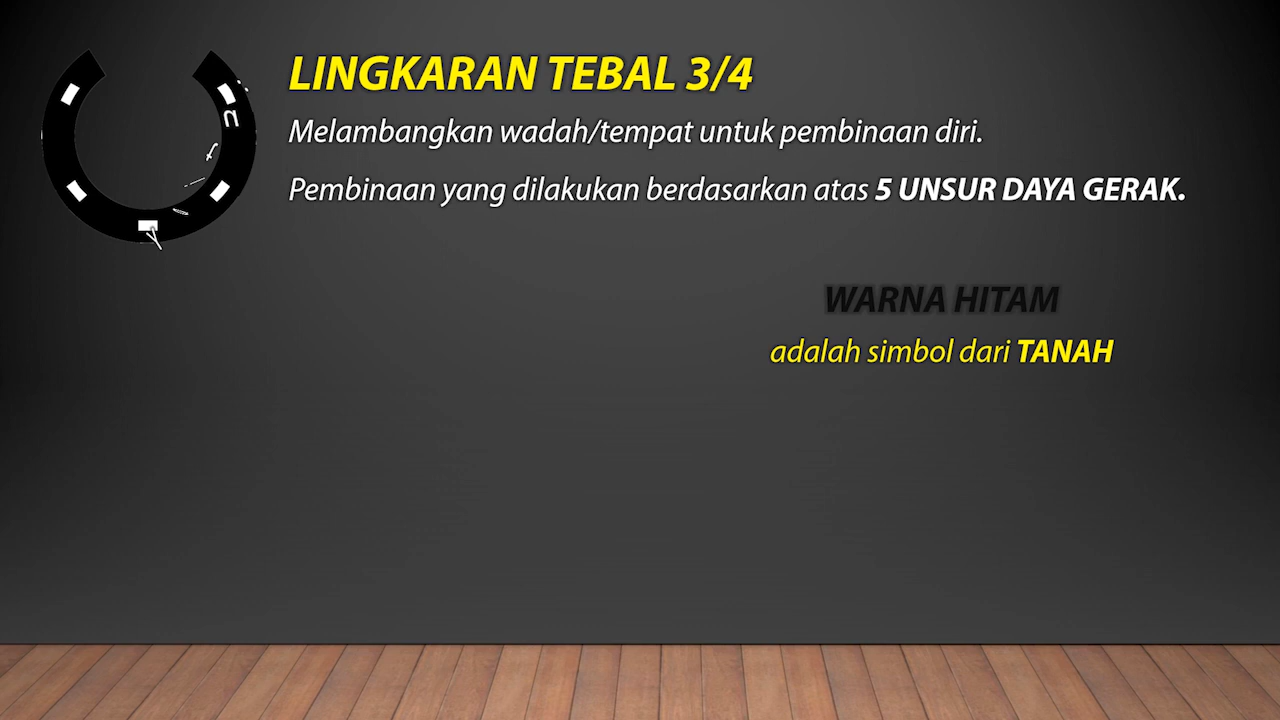 LINGKARAN TEBAL 3/4
Melambangkan wadah/tempat untuk pembinaan diri.
Pembinaan yang dilakukan berdasarkan atas 5 UNSUR DAYA GERAK.
WARNA HITAM
adalah simbol dari TANAH